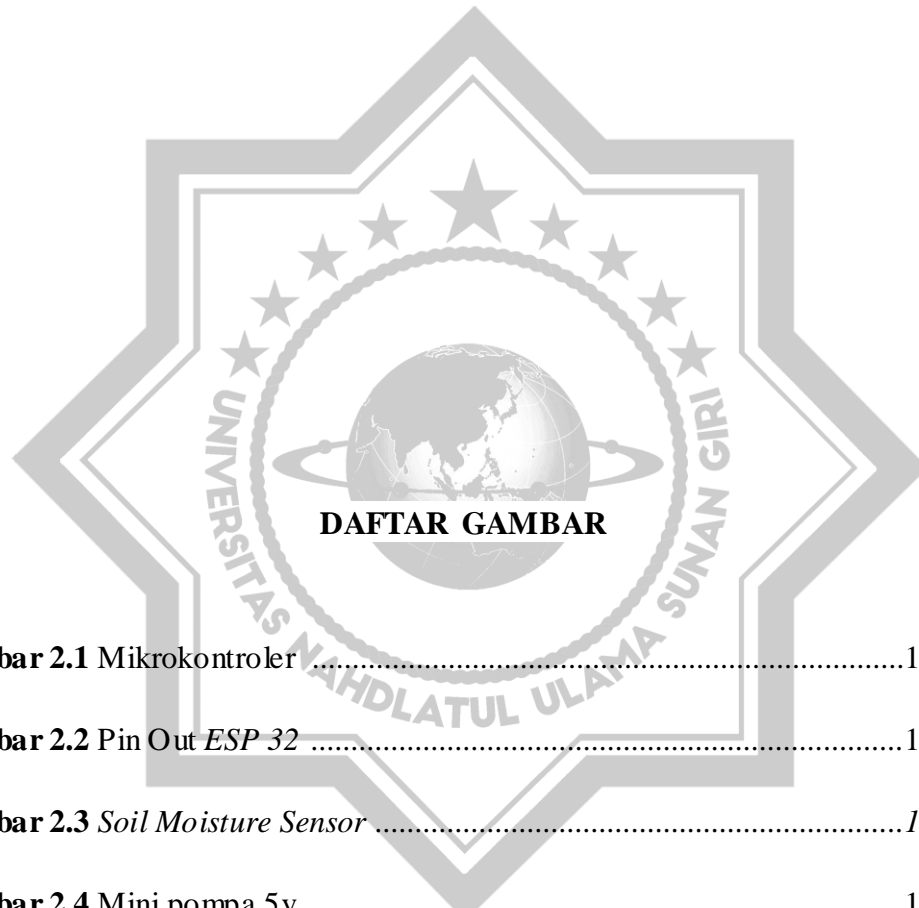 UNIVERSITAS NAHDLATUL ULAMA SUNAN GIRI
DAFTAR GAMBAR
bar 2.1 Mikrokontroler ................................................................................1
bar 2.2 Pin Out ESP 32 ................................................................................1
bar 2.3 Soil Moisture Sensor ........................................................................1
bar 2.4 Mini pompa 5v ................................................................................1